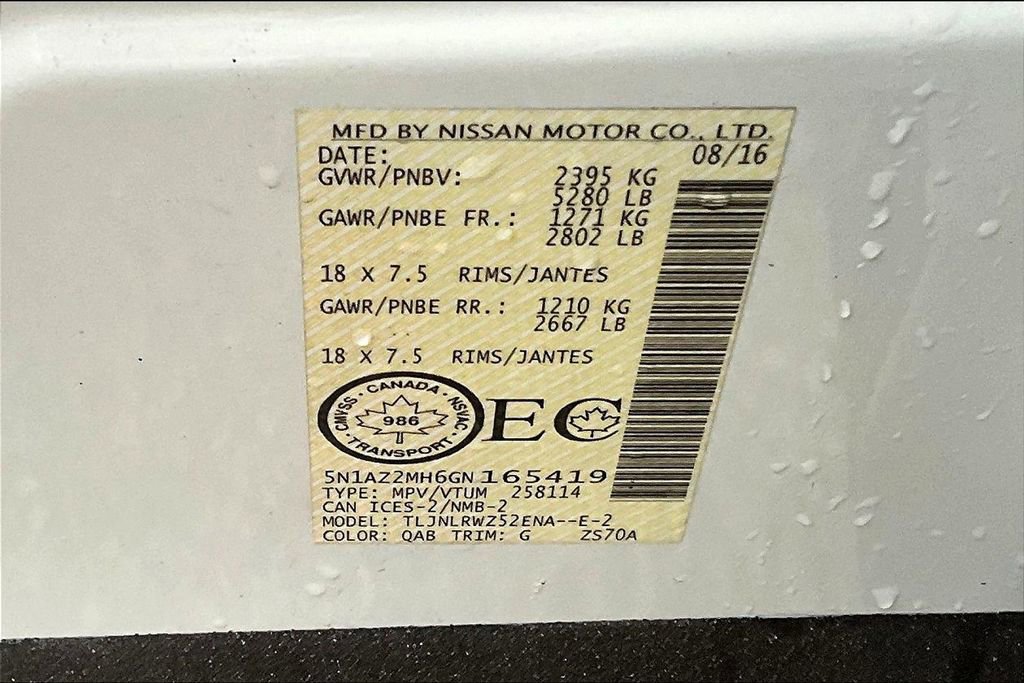 MFD BY NISSAN MOTOR CO., LTD.
DATE: 08/16
GVWR/PNBV: 2395 KG
5280 LB
GAWR/PNBE FR.: 1271 KG
2802 LB
18 X 7.5 RIMS/JANTES
GAWR/PNBE RR.: 1210 KG
2667 LB
18 X 7.5 RIMS/JANTES
CMVSS · CANADA · NSVAC · TRANSPORT ·
986
EC
5N1AZ2MH6GN165419
TYPE: MPV/VTUM 258114
CAN ICES-2/NMB-2
MODEL: TLJNLRWZ52ENA--E-2
COLOR: QAB TRIM: G ZS70A